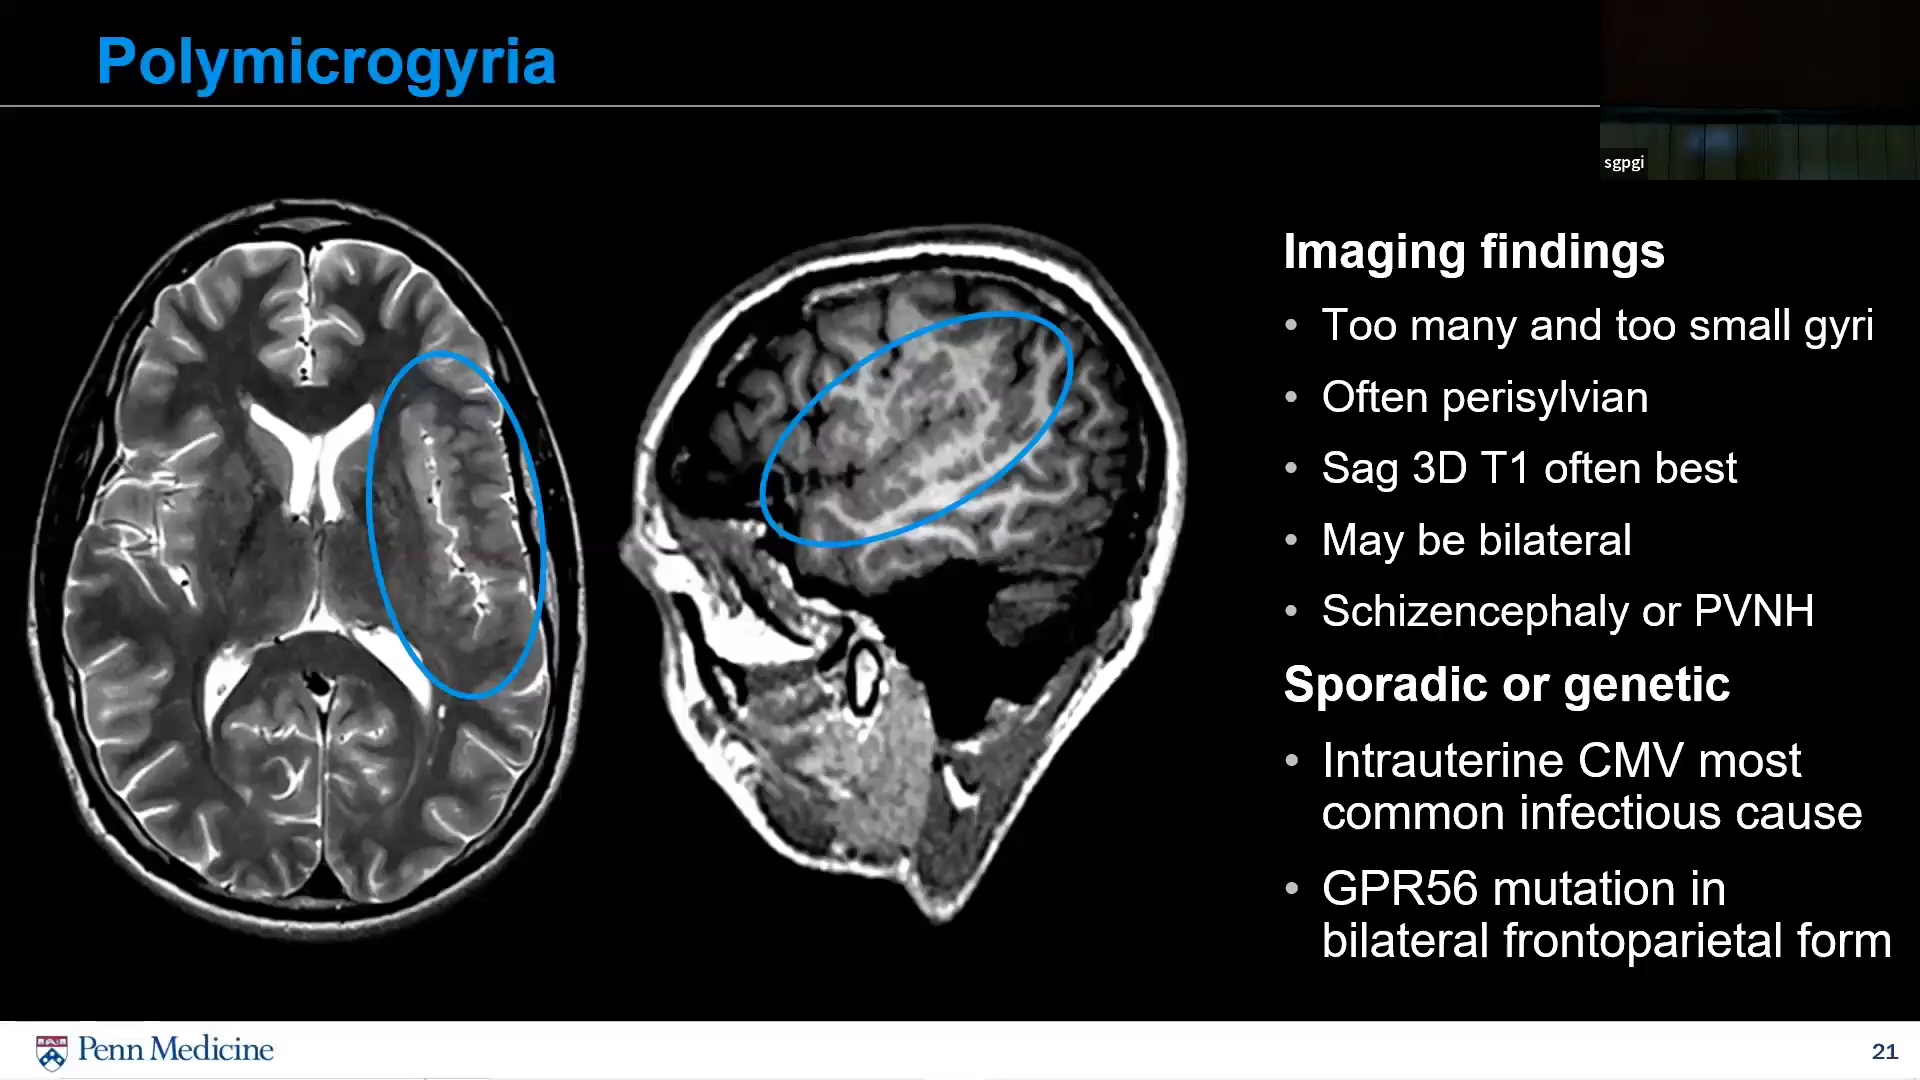 Polymicrogyria
sgpgi
Imaging findings
• Too many and too small gyri
• Often perisylvian
• Sag 3D T1 often best
• May be bilateral
• Schizencephaly or PVNH
Sporadic or genetic
• Intrauterine CMV most
common infectious cause
• GPR56 mutation in
bilateral frontoparietal form
Penn Medicine
21